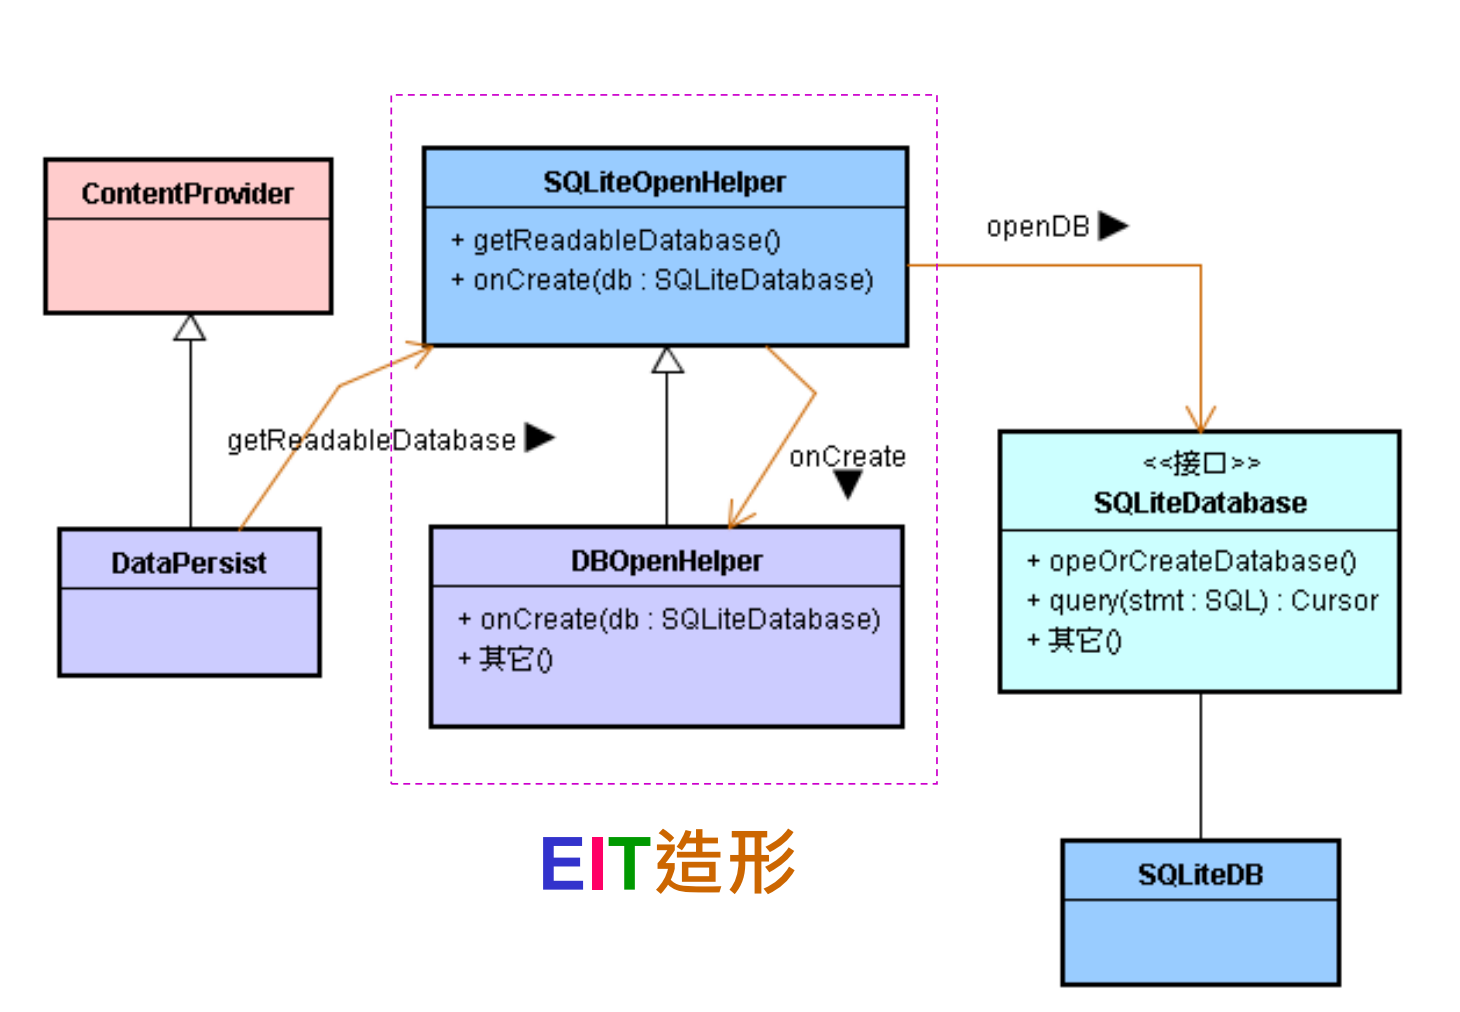 ContentProvider
SQLiteOpenHelper
+ getReadableDatabase()
+ onCreate(db : SQLiteDatabase)
openDB
getReadableDatabase
onCreate
DataPersist
DBOpenHelper
+ onCreate(db : SQLiteDatabase)
+ 其它()
<<接口>>
SQLiteDatabase
+ opeOrCreateDatabase()
+ query(stmt : SQL) : Cursor
+ 其它()
EIT造形
SQLiteDB